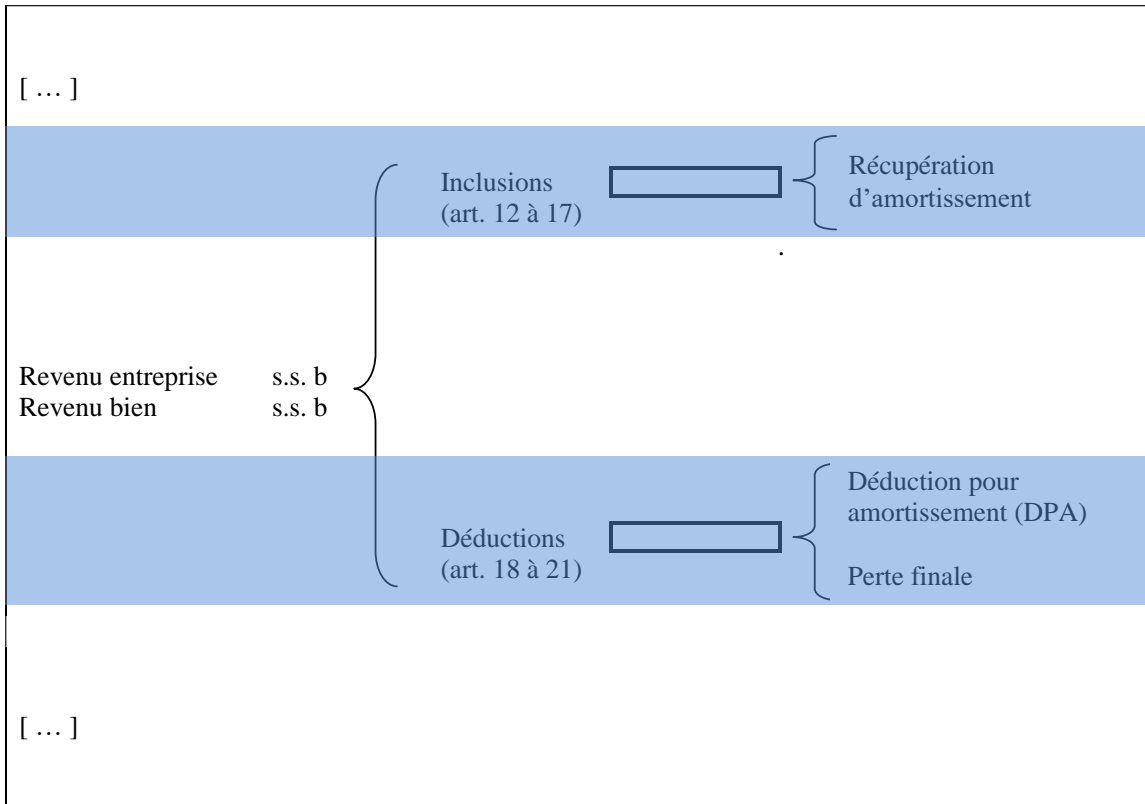 [ … ]
Inclusions
(art. 12 à 17)
Récupération
d’amortissement
.
Revenu entreprise s.s. b
Revenu bien s.s. b
Déductions
(art. 18 à 21)
Déduction pour
amortissement (DPA)
Perte finale
[ … ]